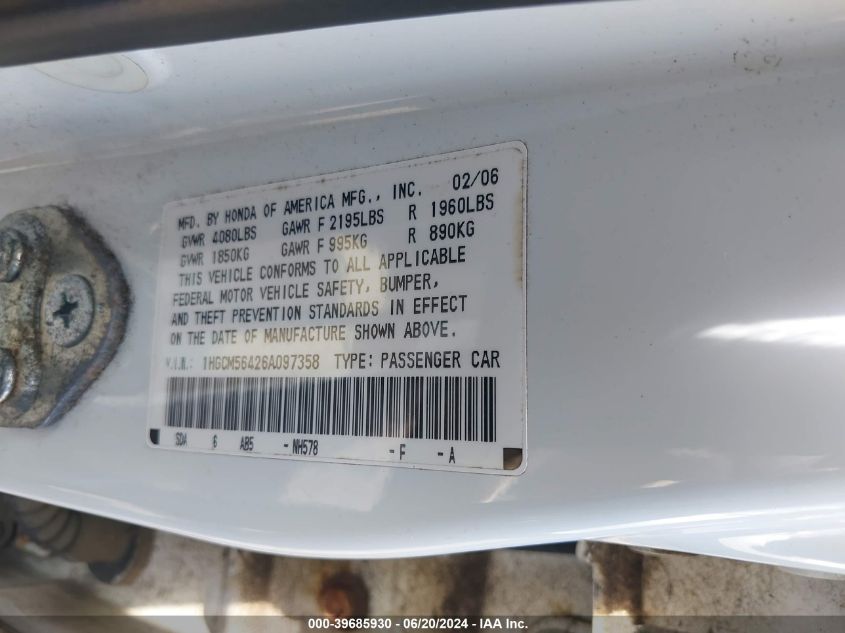 MFD. BY HONDA OF AMERICA MFG., INC. 02/06
GVWR 4080LBS GAWR F 2195LBS R 1960LBS
GVWR 1850KG GAWR F 995KG R 890KG
THIS VEHICLE CONFORMS TO ALL APPLICABLE
FEDERAL MOTOR VEHICLE SAFETY, BUMPER,
AND THEFT PREVENTION STANDARDS IN EFFECT
ON THE DATE OF MANUFACTURE SHOWN ABOVE.
V.I.N.: 1HGCM56426A097358 TYPE: PASSENGER CAR
SDA 6 AB5 -NH578 -F -A
000-39685930 - 06/20/2024 - IAA Inc.